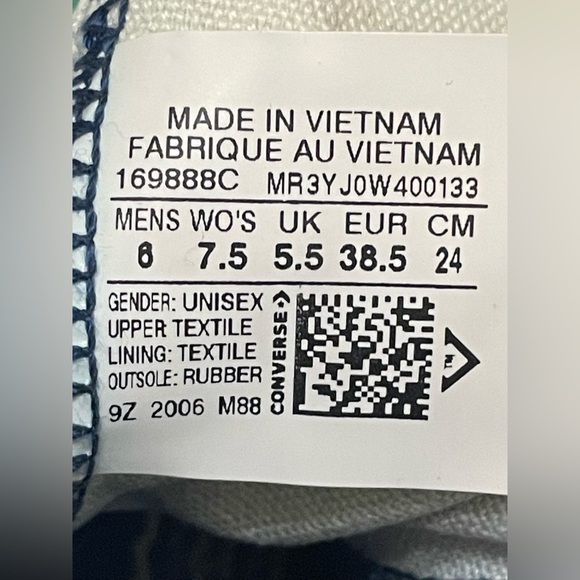 MADE IN VIETNAM
FABRIQUE AU VIETNAM
169888C MR3YJ0W400133
MENS WO'S UK EUR CM
6 7.5 5.5 38.5 24
GENDER: UNISEX
UPPER TEXTILE
LINING: TEXTILE
OUTSOLE: RUBBER
9Z 2006 M88
CONVERSE
TM